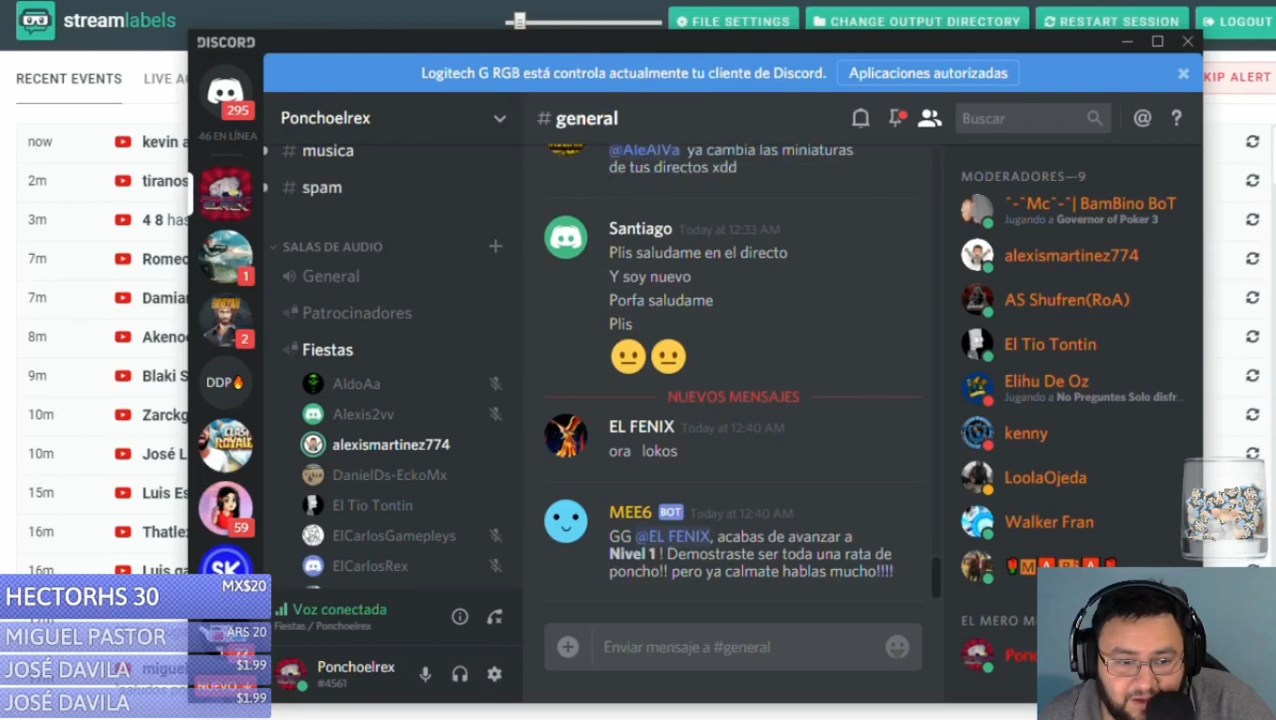 streamlabels
FILE SETTINGS
CHANGE OUTPUT DIRECTORY
RESTART SESSION
LOGOUT
RECENT EVENTS
LIVE
KIP ALERT
now
kevin a
2m
tiranos
3m
4 8 has
7m
Romeo
7m
Damia
8m
Akeno
9m
Blaki S
10m
Zarckg
10m
José L
15m
Luis Es
16m
Thatle
16m
Luis ga
DISCORD
Logitech G RGB está controla actualmente tu cliente de Discord.
Aplicaciones autorizadas
295
46 EN LÍNEA
1
2
DDP🔥
CLASH
ROYALE
59
SK
Ponchoelrex
# musica
# spam
SALAS DE AUDIO
General
Patrocinadores
Fiestas
AldoAa
Alexis2vv
alexismartinez774
DanielDs-EckoMx
El Tio Tontin
ElCarlosGamepleys
ElCarlosRex
Voz conectada
Fiestas / Ponchoelrex
Ponchoelrex
#4561
# general
Buscar
@AleAlVa ya cambia las miniaturas
de tus directos xdd
Santiago Today at 12:33 AM
Plis saludame en el directo
Y soy nuevo
Porfa saludame
Plis
😐😐
NUEVOS MENSAJES
EL FENIX Today at 12:40 AM
ora lokos
MEE6 BOT Today at 12:40 AM
GG @EL FENIX, acabas de avanzar a
Nivel 1 ! Demostraste ser toda una rata de
poncho!! pero ya calmate hablas mucho!!!!
Enviar mensaje a #general
MODERADORES—9
^-^Mc^-^| BamBino BoT
Jugando a Governor of Poker 3
alexismartinez774
AS Shufren(RoA)
El Tio Tontin
Elihu De Oz
Jugando a No Preguntes Solo disfr...
kenny
LoolaOjeda
Walker Fran
EL MERO M
Pon
HECTORHS 30
MX$20
MIGUEL PASTOR
ARS 20
JOSÉ DAVILA
$1.99
JOSÉ DAVILA
$1.99